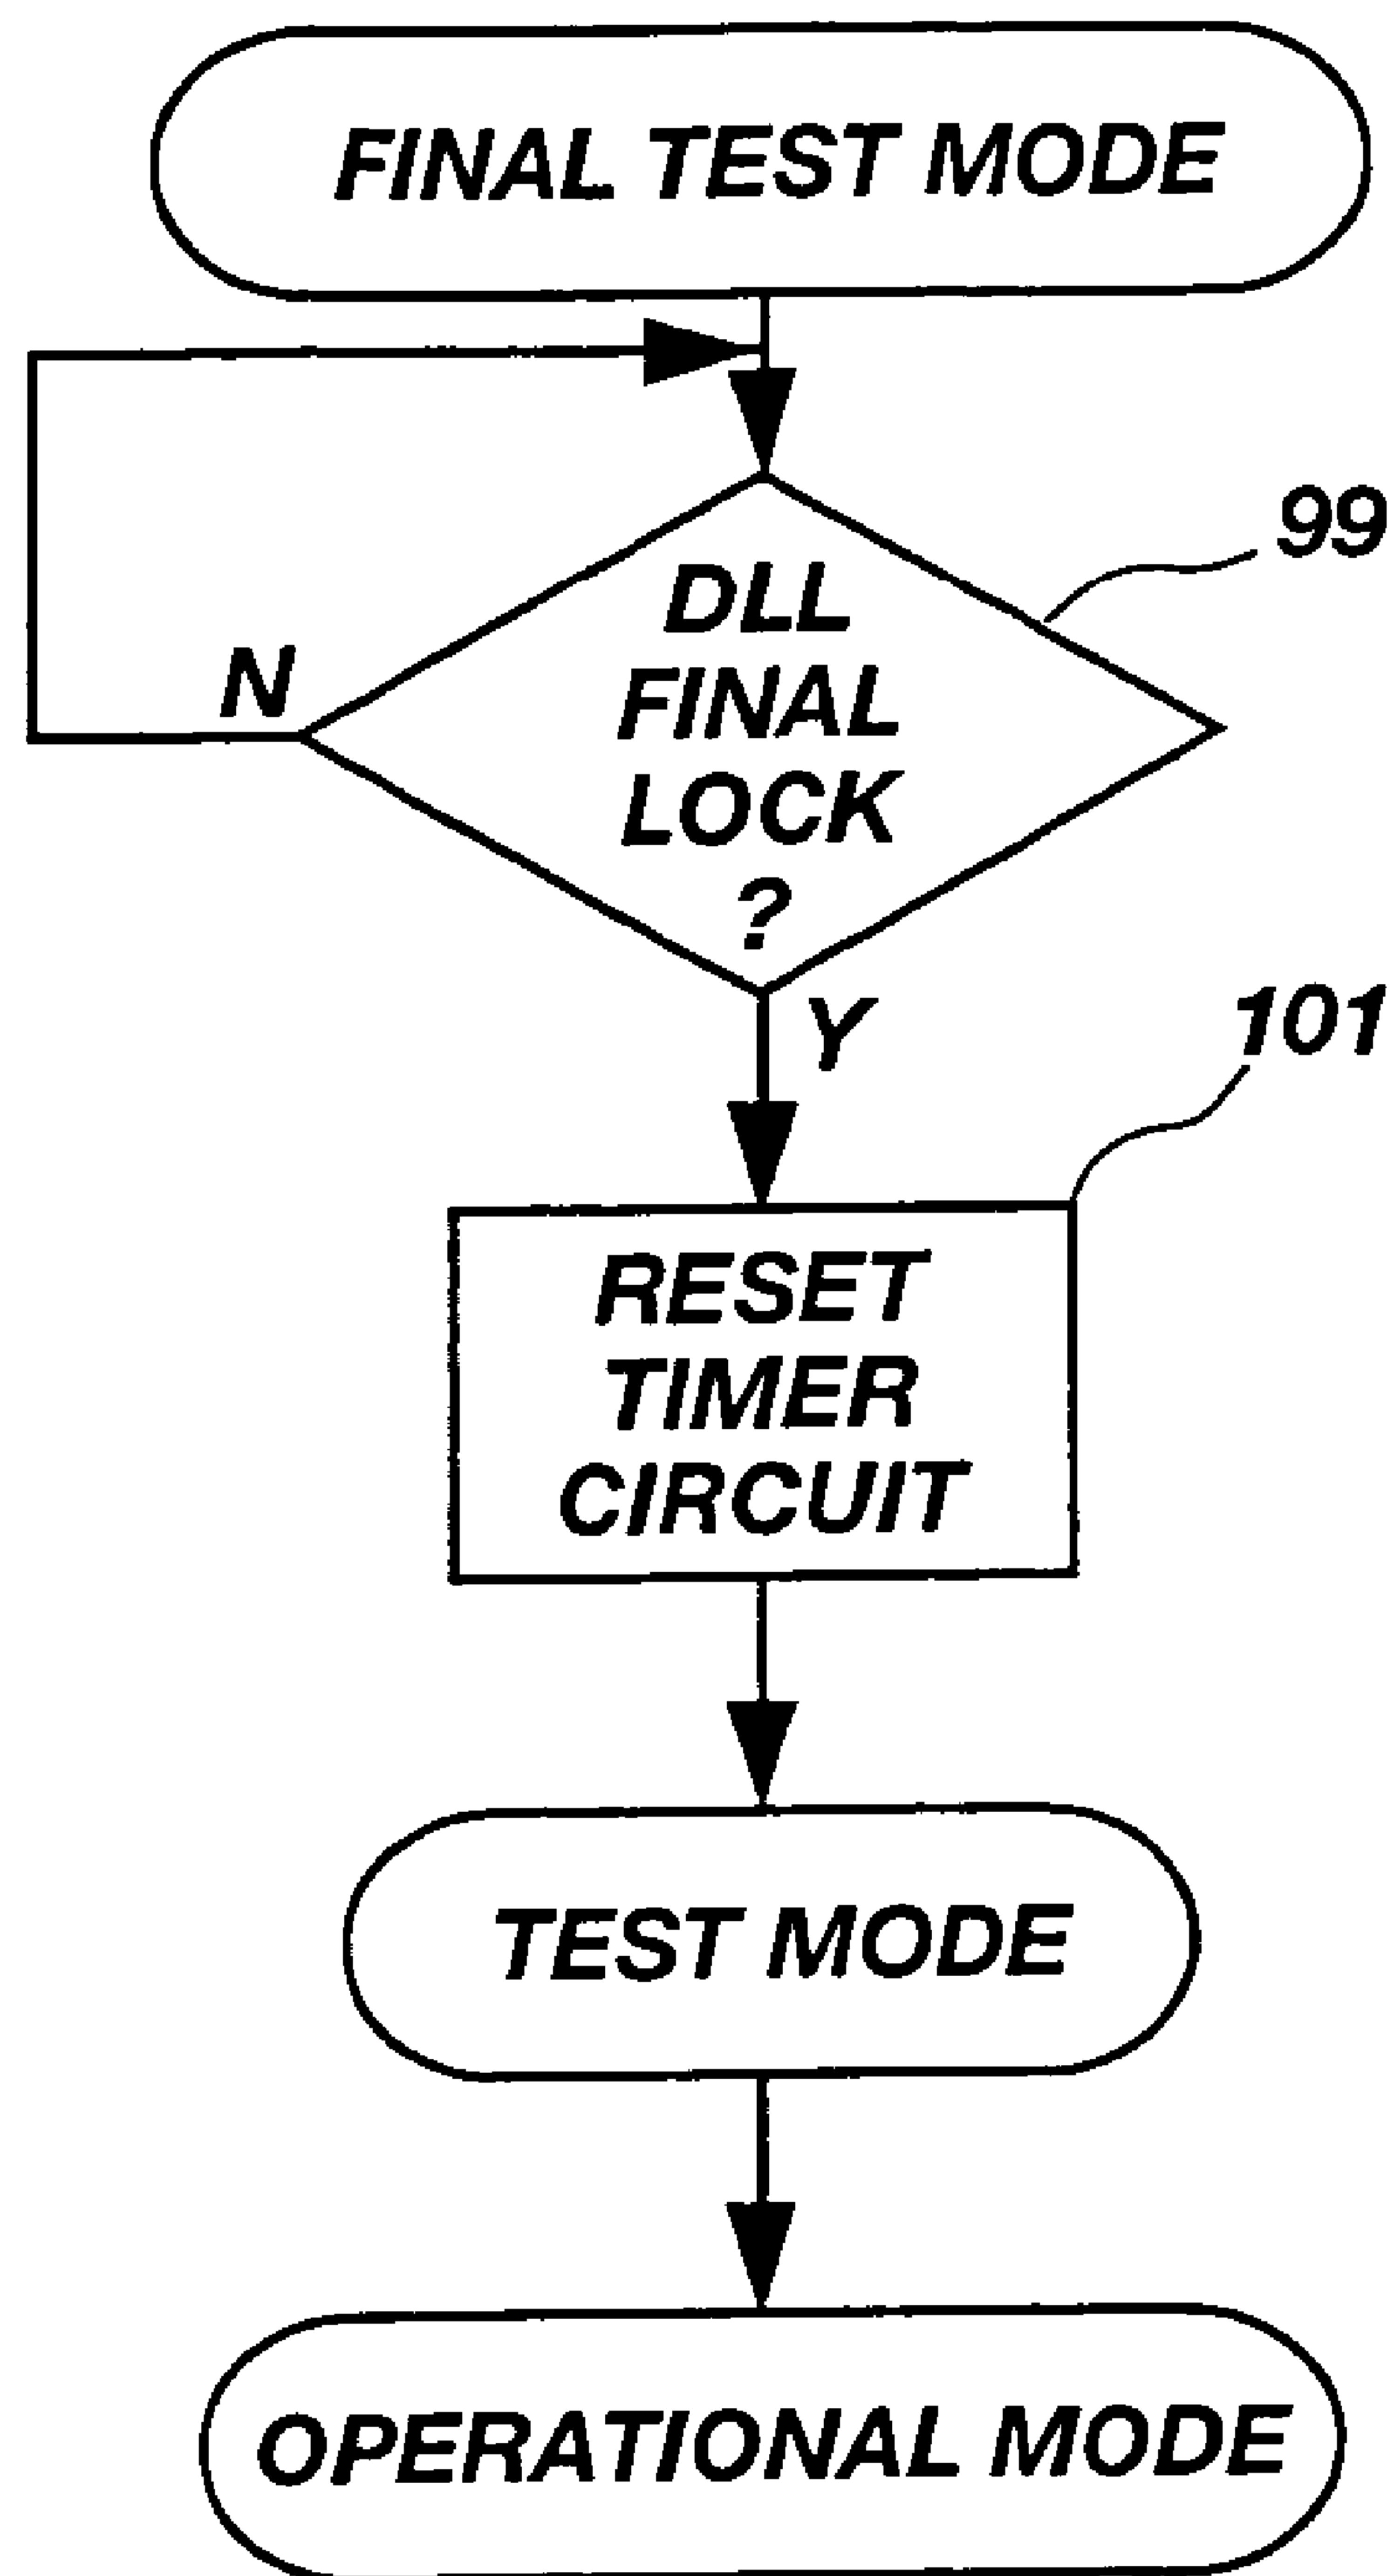 FINAL TEST MODE
99
DLL
FINAL
LOCK
?
N
Y
101
RESET
TIMER
CIRCUIT
TEST MODE
OPERATIONAL MODE